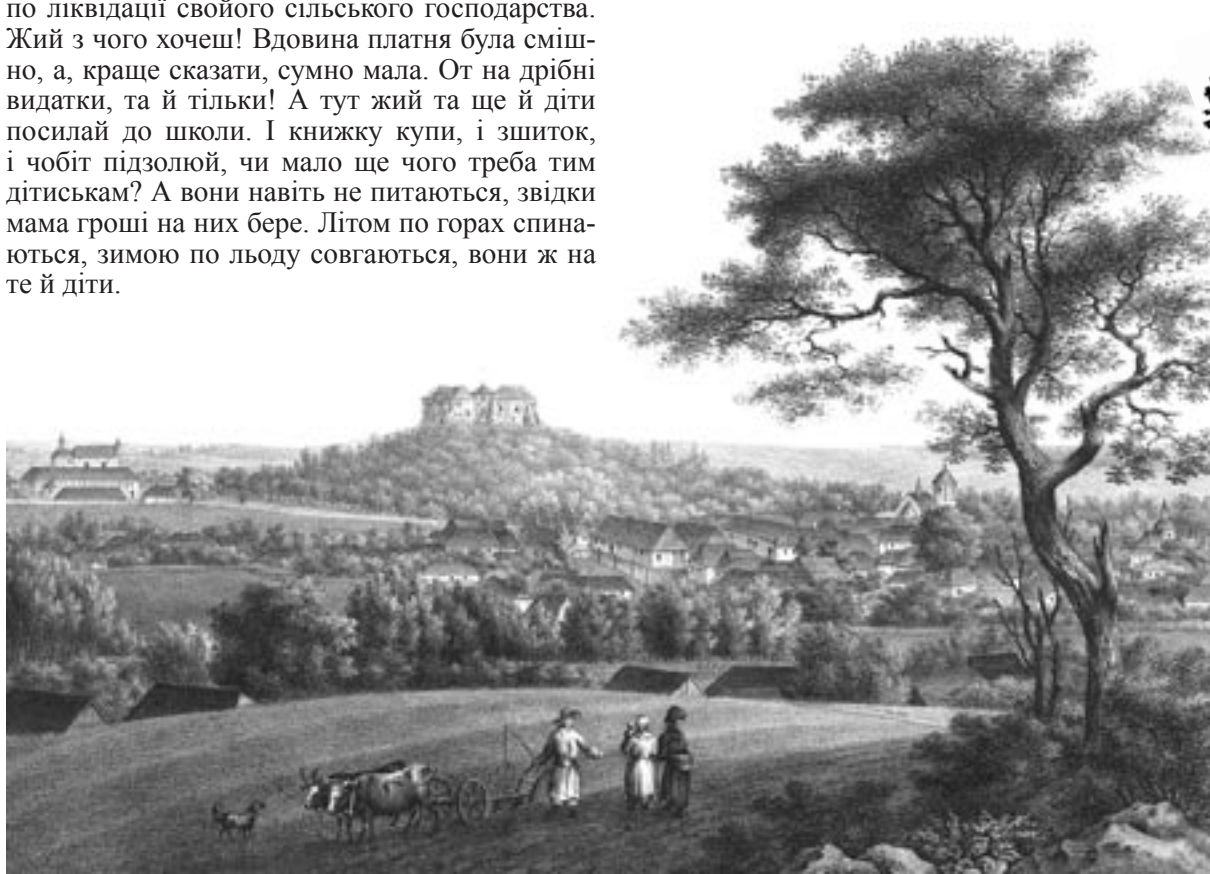 по ліквідації свойого сільського господарства.
Жий з чого хочеш! Вдовина платня була сміш-
но, а, краще сказати, сумно мала. От на дрібні
видатки, та й тільки! А тут жий та ще й діти
посилай до школи. І книжку купи, і зшиток,
і чобіт підзолюй, чи мало ще чого треба тим
дітиськам? А вони навіть не питаються, звідки
мама гроші на них бере. Літом по горах спина-
ються, зимою по льоду совгаються, вони ж на
те й діти.